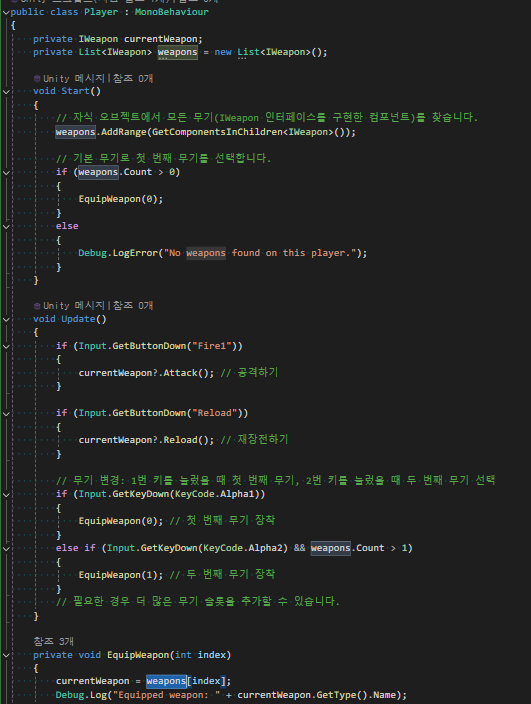 public class Player : MonoBehaviour
{
private IWeapon currentWeapon;
private List<IWeapon> weapons = new List<IWeapon>();
Unity 메시지|참조 0개
void Start()
{
// 자식 오브젝트에서 모든 무기(IWeapon 인터페이스를 구현한 컴포넌트)를 찾습니다.
weapons.AddRange(GetComponentsInChildren<IWeapon>());
// 기본 무기로 첫 번째 무기를 선택합니다.
if (weapons.Count > 0)
{
EquipWeapon(0);
}
else
{
Debug.LogError("No weapons found on this player.");
}
}
Unity 메시지|참조 0개
void Update()
{
if (Input.GetButtonDown("Fire1"))
{
currentWeapon?.Attack(); // 공격하기
}
if (Input.GetButtonDown("Reload"))
{
currentWeapon?.Reload(); // 재장전하기
}
// 무기 변경: 1번 키를 눌렀을 때 첫 번째 무기, 2번 키를 눌렀을 때 두 번째 무기 선택
if (Input.GetKeyDown(KeyCode.Alpha1))
{
EquipWeapon(0); // 첫 번째 무기 장착
}
else if (Input.GetKeyDown(KeyCode.Alpha2) && weapons.Count > 1)
{
EquipWeapon(1); // 두 번째 무기 장착
}
// 필요한 경우 더 많은 무기 슬롯을 추가할 수 있습니다.
}
참조 3개
private void EquipWeapon(int index)
{
currentWeapon = weapons[index];
Debug.Log("Equipped weapon: " + currentWeapon.GetType().Name);